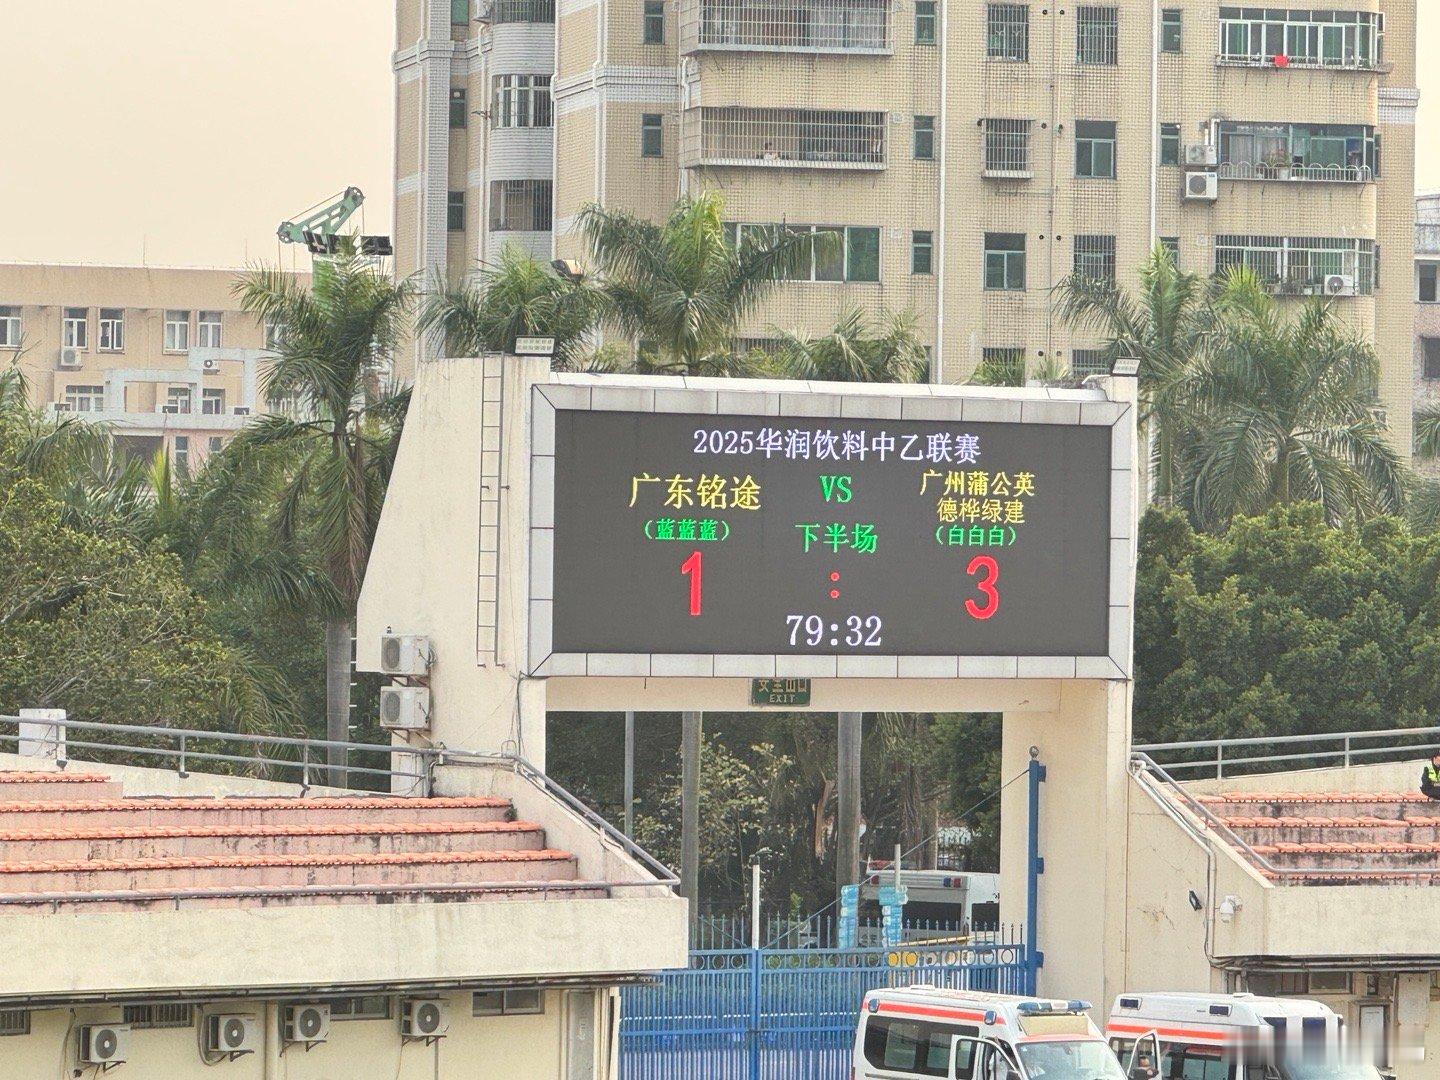 2025华润饮料中乙联赛
广东铭途 VS 广州蒲公英
德桦绿建
(蓝蓝蓝) 下半场 (白白白)
1 : 3
79:32
EXIT